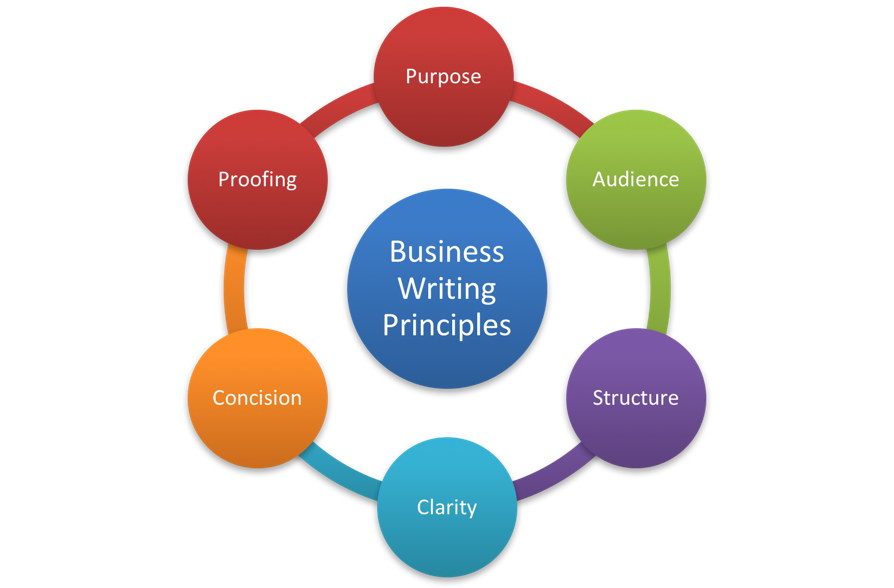 Purpose
Audience
Structure
Clarity
Concision
Proofing
Business
Writing
Principles